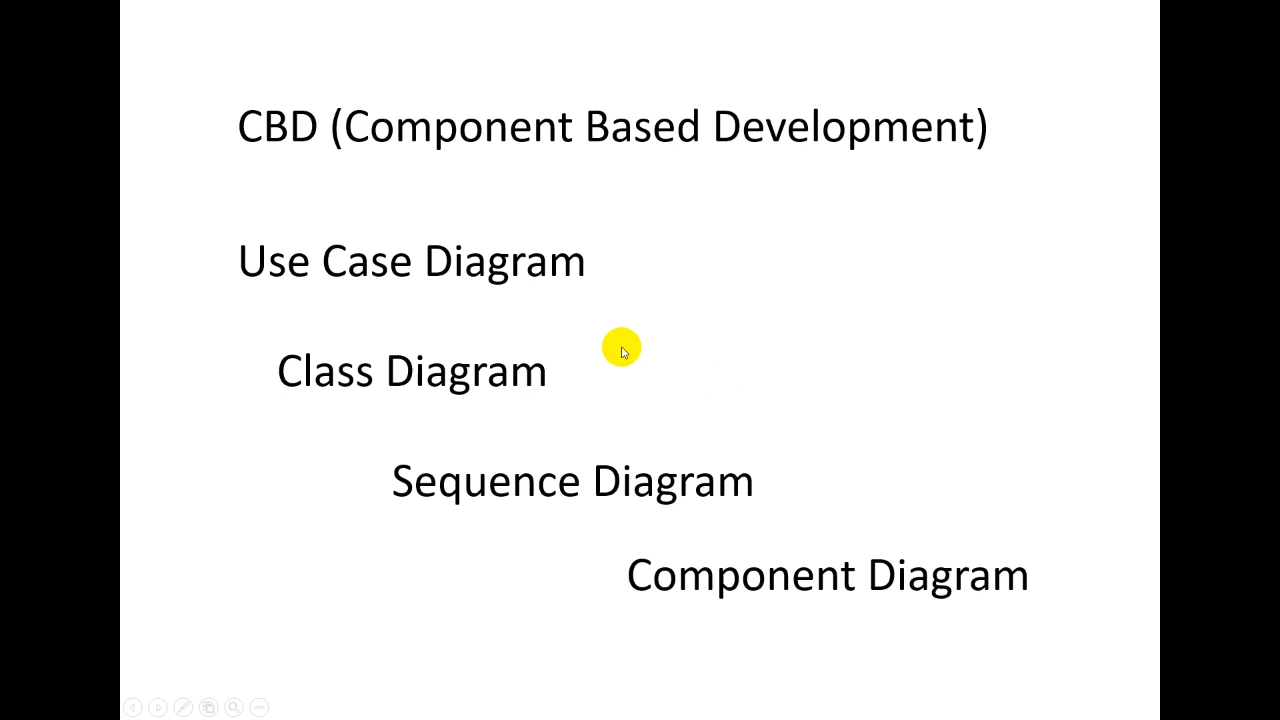 CBD (Component Based Development)
Use Case Diagram
Class Diagram
Sequence Diagram
Component Diagram